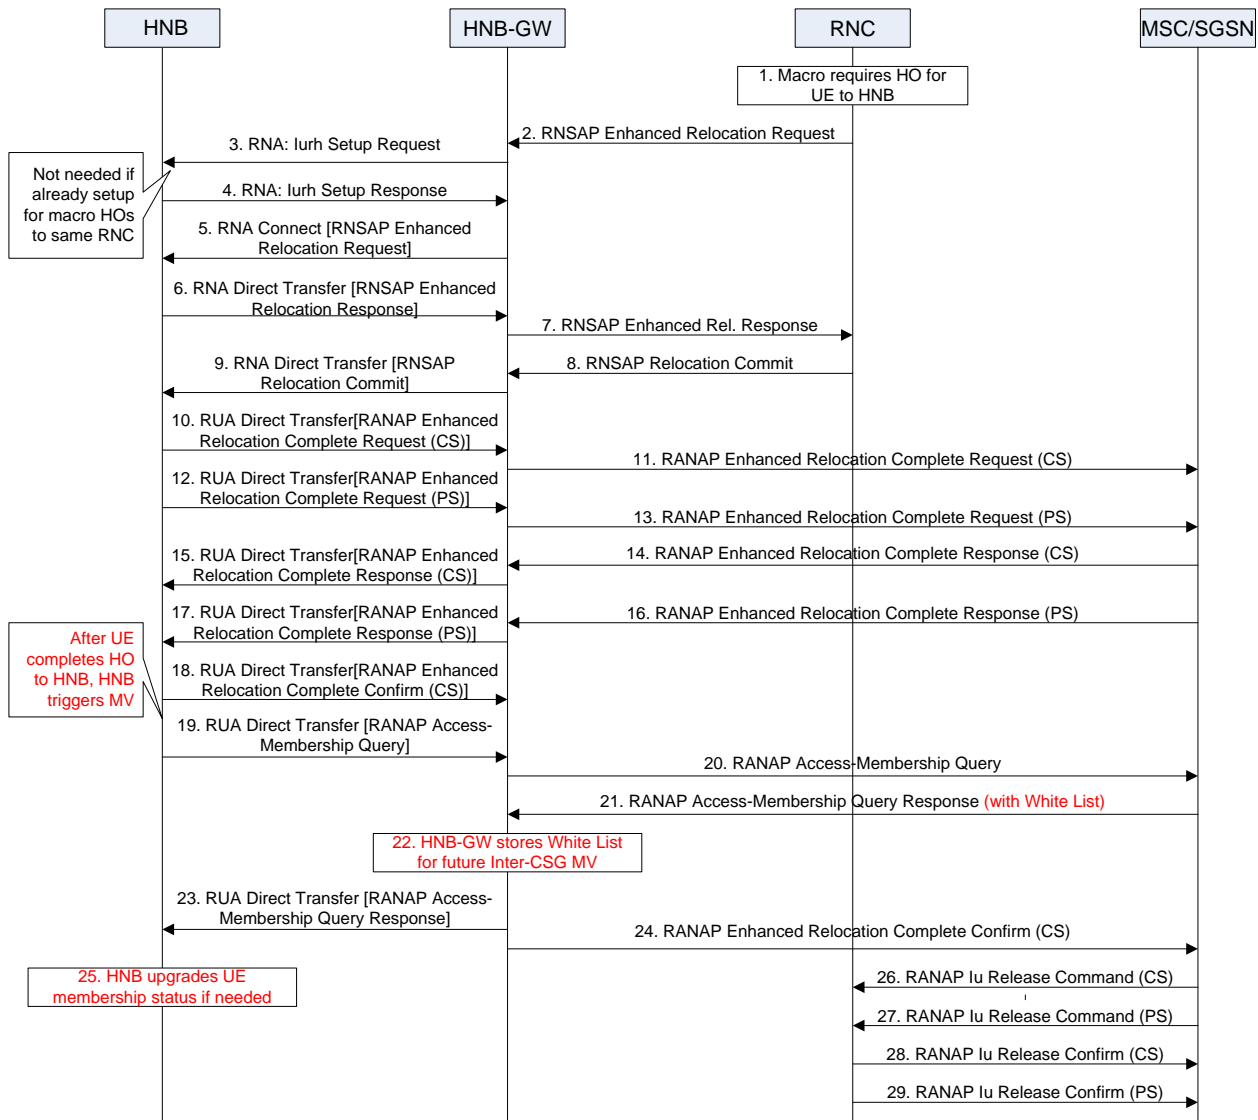 HNB
HNB-GW
RNC
MSC/SGSN
1. Macro requires HO for
UE to HNB
2. RNSAP Enhanced Relocation Request
3. RNA: Iurh Setup Request
Not needed if
already setup
for macro HOs
to same RNC
4. RNA: Iurh Setup Response
5. RNA Connect [RNSAP Enhanced
Relocation Request]
6. RNA Direct Transfer [RNSAP Enhanced
Relocation Response]
7. RNSAP Enhanced Rel. Response
8. RNSAP Relocation Commit
9. RNA Direct Transfer [RNSAP
Relocation Commit]
10. RUA Direct Transfer[RANAP Enhanced
Relocation Complete Request (CS)]
11. RANAP Enhanced Relocation Complete Request (CS)
12. RUA Direct Transfer[RANAP Enhanced
Relocation Complete Request (PS)]
13. RANAP Enhanced Relocation Complete Request (PS)
14. RANAP Enhanced Relocation Complete Response (CS)
15. RUA Direct Transfer[RANAP Enhanced
Relocation Complete Response (CS)]
16. RANAP Enhanced Relocation Complete Response (PS)
17. RUA Direct Transfer[RANAP Enhanced
Relocation Complete Response (PS)]
After UE
completes HO
to HNB, HNB
triggers MV
18. RUA Direct Transfer[RANAP Enhanced
Relocation Complete Confirm (CS)]
19. RUA Direct Transfer [RANAP Access-
Membership Query]
20. RANAP Access-Membership Query
21. RANAP Access-Membership Query Response (with White List)
22. HNB-GW stores White List
for future Inter-CSG MV
23. RUA Direct Transfer [RANAP Access-
Membership Query Response]
24. RANAP Enhanced Relocation Complete Confirm (CS)
25. HNB upgrades UE
membership status if needed
26. RANAP Iu Release Command (CS)
27. RANAP Iu Release Command (PS)
28. RANAP Iu Release Confirm (CS)
29. RANAP Iu Release Confirm (PS)